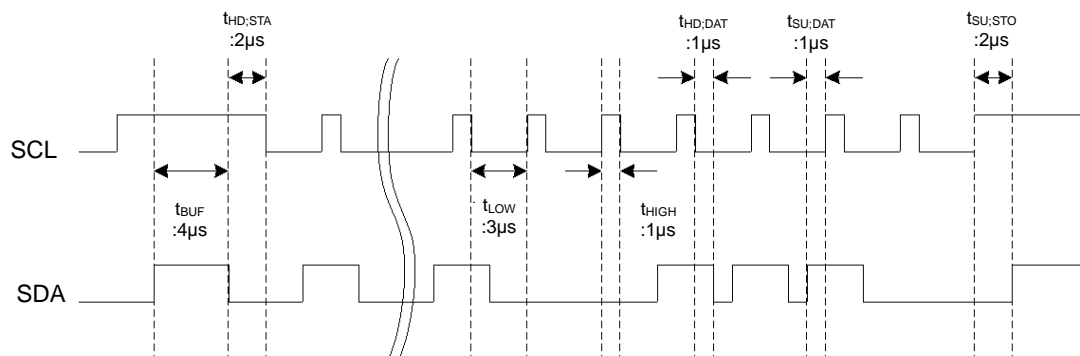 tHD;STA
:2µs
tHD;DAT
:1µs
tSU;DAT
:1µs
tSU;STO
:2µs
SCL
tBUF
:4µs
tLOW
:3µs
tHIGH
:1µs
SDA